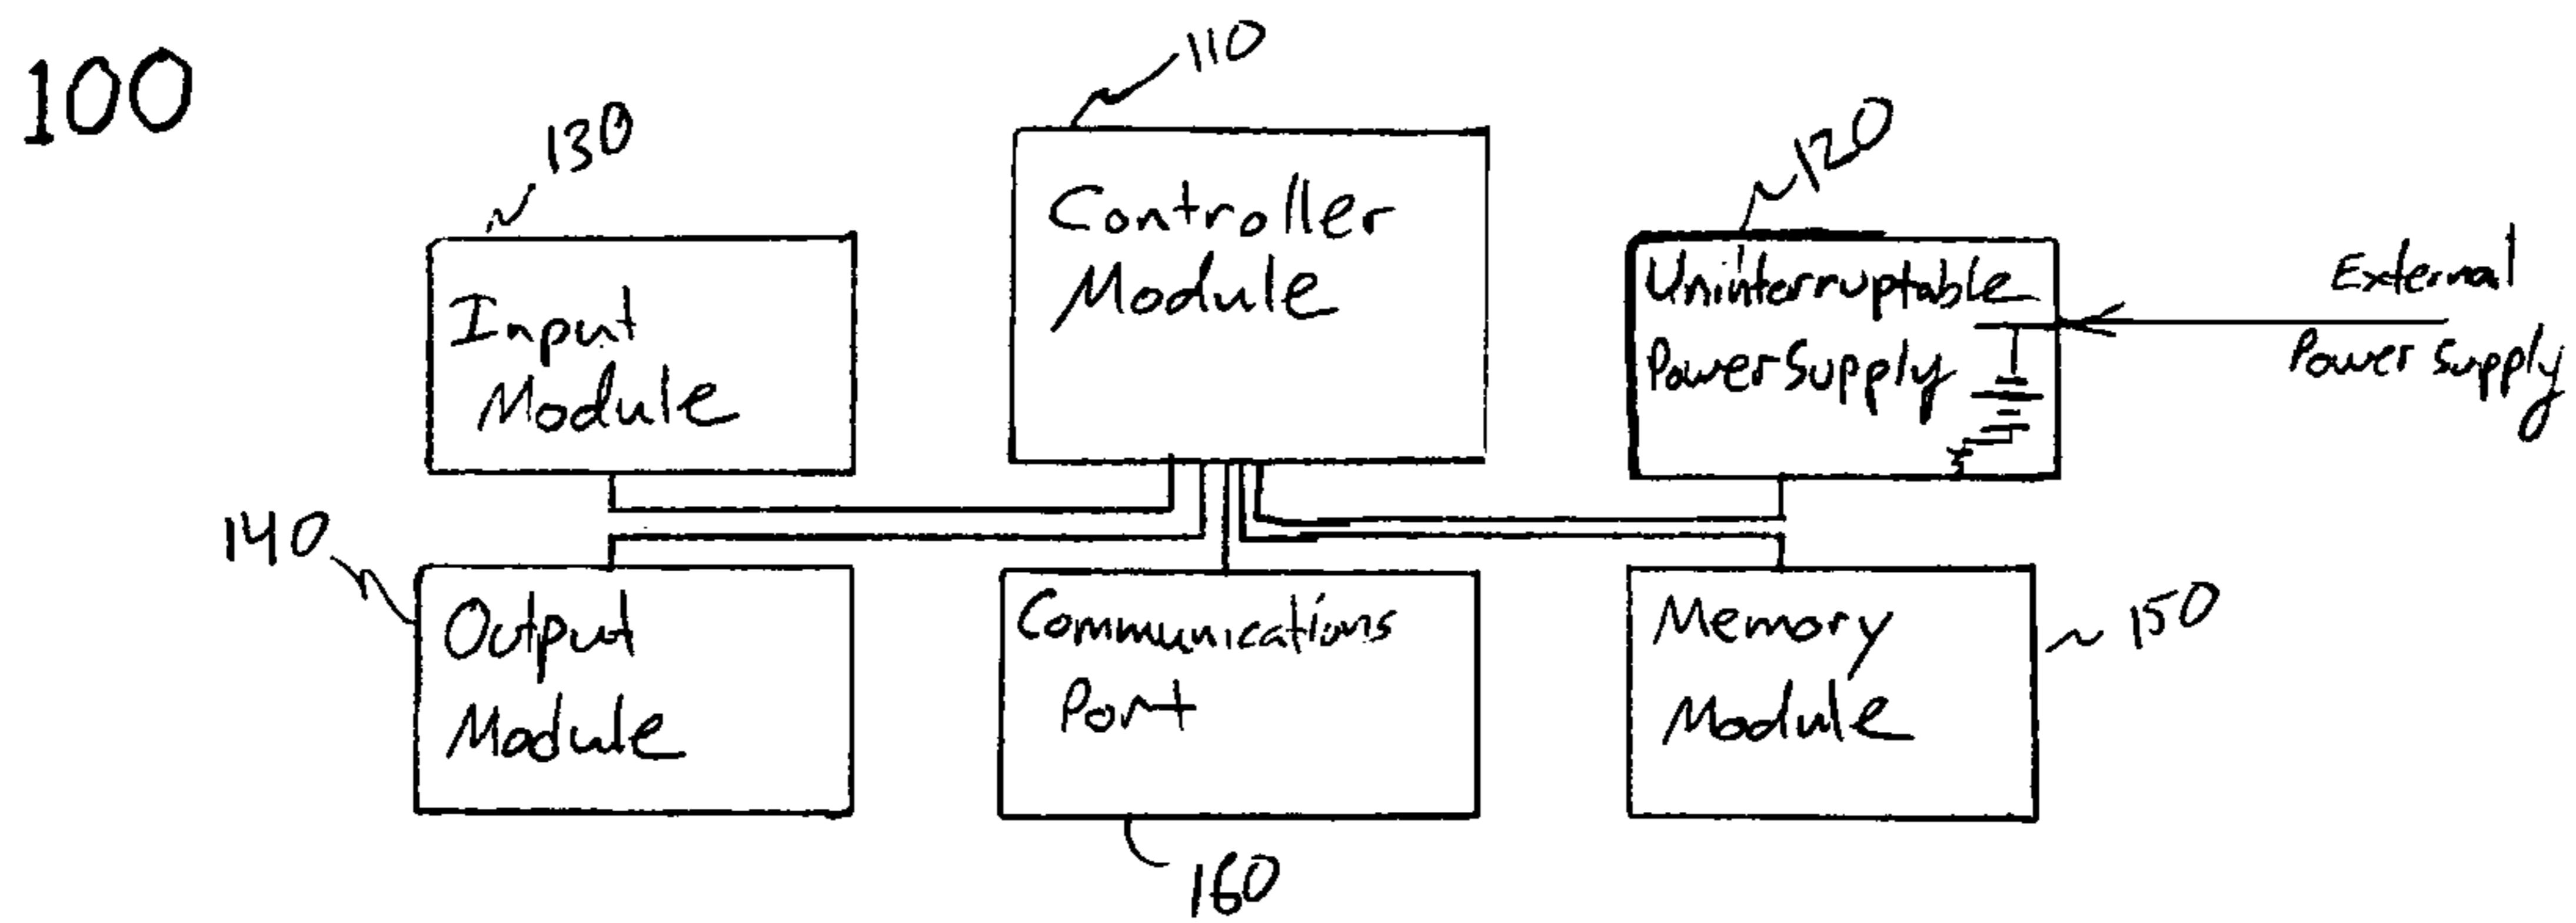 100
110
130
120
Controller
Module
Input
Module
Uninterruptable
Power Supply
External
Power Supply
140
Output
Module
Communications
Port
Memory
Module
150
160